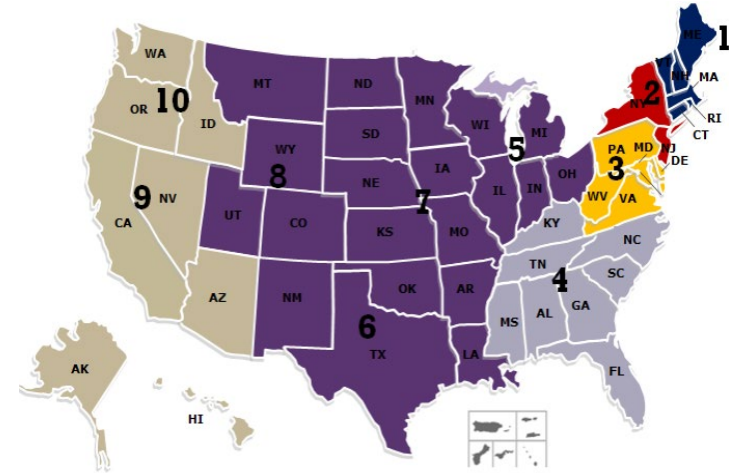 WA
MT
ND
MN
ME
1
VT
NH
MA
OR
10
ID
SD
WI
MI
NY
2
RI
CT
WY
8
5
PA
MD
NJ
DE
3
NV
9
CA
UT
CO
NE
IA
7
IL
IN
OH
WV
VA
KS
MO
KY
NC
TN
4
SC
AZ
NM
OK
AR
MS
AL
GA
6
TX
LA
FL
AK
HI